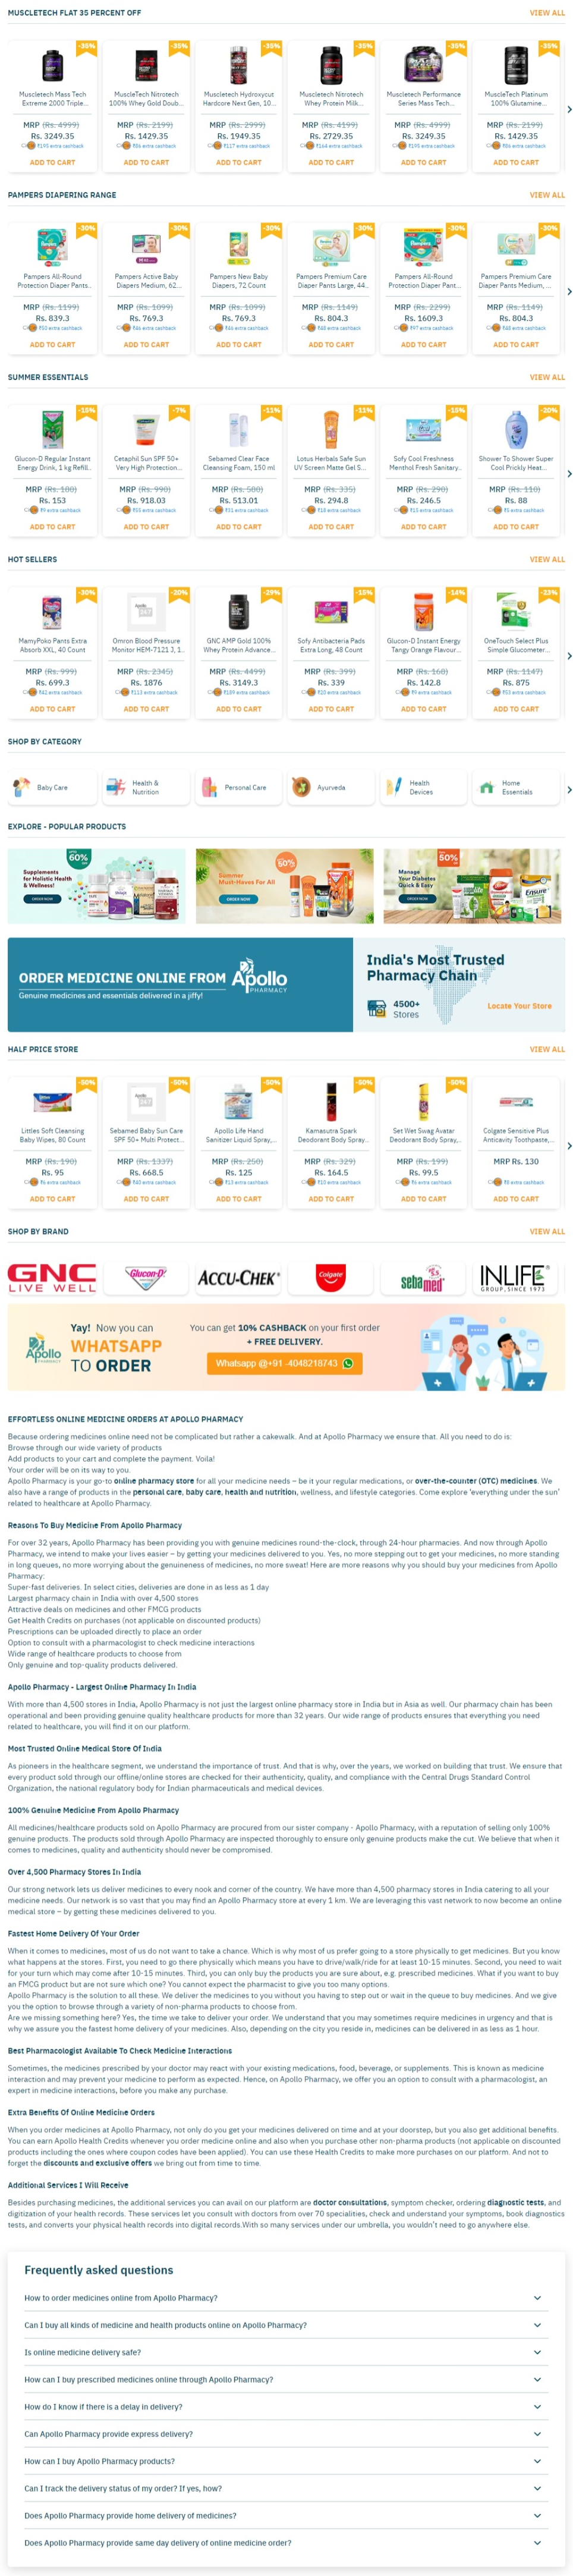 MUSCLETECH FLAT 35 PERCENT OFF
VIEW ALL
-35% -35% -35% -35% -35% -35%
Muscletech Mass Tech Extreme 2000 Triple...
MRP (Rs. 4999)
Rs. 3249.35
₹195 extra cashback
ADD TO CART
MuscleTech Nitrotech 100% Whey Gold Doub...
MRP (Rs. 2199)
Rs. 1429.35
₹86 extra cashback
ADD TO CART
Muscletech Hydroxycut Hardcore Next Gen, 10...
MRP (Rs. 2999)
Rs. 1949.35
₹117 extra cashback
ADD TO CART
Muscletech Nitrotech Whey Protein Milk...
MRP (Rs. 4199)
Rs. 2729.35
₹164 extra cashback
ADD TO CART
Muscletech Performance Series Mass Tech...
MRP (Rs. 4999)
Rs. 3249.35
₹195 extra cashback
ADD TO CART
MuscleTech Platinum 100% Glutamine...
MRP (Rs. 2199)
Rs. 1429.35
₹86 extra cashback
ADD TO CART
PAMPERS DIAPERING RANGE
VIEW ALL
-30% -30% -30% -30% -30% -30%
Pampers All-Round Protection Diaper Pants...
MRP (Rs. 1199)
Rs. 839.3
₹50 extra cashback
ADD TO CART
Pampers Active Baby Diapers Medium, 62...
MRP (Rs. 1099)
Rs. 769.3
₹46 extra cashback
ADD TO CART
Pampers New Baby Diapers, 72 Count
MRP (Rs. 1099)
Rs. 769.3
₹46 extra cashback
ADD TO CART
Pampers Premium Care Diaper Pants Large, 44...
MRP (Rs. 1149)
Rs. 804.3
₹48 extra cashback
ADD TO CART
Pampers All-Round Protection Diaper Pant...
MRP (Rs. 2299)
Rs. 1609.3
₹97 extra cashback
ADD TO CART
Pampers Premium Care Diaper Pants Medium, ...
MRP (Rs. 1149)
Rs. 804.3
₹48 extra cashback
ADD TO CART
SUMMER ESSENTIALS
VIEW ALL
-15% -7% -11% -11% -15% -20%
Glucon-D Regular Instant Energy Drink, 1 kg Refill..
MRP (Rs. 180)
Rs. 153
₹9 extra cashback
ADD TO CART
Cetaphil Sun SPF 50+ Very High Protection...
MRP (Rs. 990)
Rs. 918.03
₹55 extra cashback
ADD TO CART
Sebamed Clear Face Cleansing Foam, 150 ml
MRP (Rs. 580)
Rs. 513.01
₹31 extra cashback
ADD TO CART
Lotus Herbals Safe Sun UV Screen Matte Gel S...
MRP (Rs. 335)
Rs. 294.8
₹18 extra cashback
ADD TO CART
Sofy Cool Freshness Menthol Fresh Sanitary..
MRP (Rs. 290)
Rs. 246.5
₹15 extra cashback
ADD TO CART
Shower To Shower Super Cool Prickly Heat...
MRP (Rs. 110)
Rs. 88
₹5 extra cashback
ADD TO CART
HOT SELLERS
VIEW ALL
-30% -20% -29% -15% -14% -23%
MamyPoko Pants Extra Absorb XXL, 40 Count
MRP (Rs. 999)
Rs. 699.3
₹42 extra cashback
ADD TO CART
Omron Blood Pressure Monitor HEM-7121 J, 1..
MRP (Rs. 2345)
Rs. 1876
₹113 extra cashback
ADD TO CART
GNC AMP Gold 100% Whey Protein Advance...
MRP (Rs. 4499)
Rs. 3149.3
₹189 extra cashback
ADD TO CART
Sofy Antibacteria Pads Extra Long, 48 Count
MRP (Rs. 399)
Rs. 339
₹20 extra cashback
ADD TO CART
Glucon-D Instant Energy Tangy Orange Flavour...
MRP (Rs. 168)
Rs. 142.8
₹9 extra cashback
ADD TO CART
OneTouch Select Plus Simple Glucometer...
MRP (Rs. 1147)
Rs. 875
₹53 extra cashback
ADD TO CART
SHOP BY CATEGORY
Baby Care
Health & Nutrition
Personal Care
Ayurveda
Health Devices
Home Essentials
EXPLORE - POPULAR PRODUCTS
60% OFF
Supplements
for Holistic Health
& Wellness!
ORDER NOW
50%
Summer
Must-Haves For All
ORDER NOW
50%
Manage
Your Diabetes
Quick & Easy
ORDER NOW
ORDER MEDICINE ONLINE FROM Apollo PHARMACY
Genuine medicines and essentials delivered in a jiffy!
India's Most Trusted
Pharmacy Chain
4500+
Stores
Locate Your Store
HALF PRICE STORE
VIEW ALL
-50% -50% -50% -50% -50% -50%
Littles Soft Cleansing Baby Wipes, 80 Count
MRP (Rs. 190)
Rs. 95
₹6 extra cashback
ADD TO CART
Sebamed Baby Sun Care SPF 50+ Multi Protect...
MRP (Rs. 1337)
Rs. 668.5
₹40 extra cashback
ADD TO CART
Apollo Life Hand Sanitizer Liquid Spray,...
MRP (Rs. 250)
Rs. 125
₹13 extra cashback
ADD TO CART
Kamasutra Spark Deodorant Body Spray...
MRP (Rs. 329)
Rs. 164.5
₹10 extra cashback
ADD TO CART
Set Wet Swag Avatar Deodorant Body Spray,..
MRP (Rs. 199)
Rs. 99.5
₹6 extra cashback
ADD TO CART
Colgate Sensitive Plus Anticavity Toothpaste,...
MRP Rs. 130
₹8 extra cashback
ADD TO CART
SHOP BY BRAND
VIEW ALL
GNC
LIVE WELL
Glucon-D
ACCU-CHEK
Colgate
sebamed
INLIFE
GROUP, SINCE 1973
Apollo
PHARMACY
Yay! Now you can
WHATSAPP
TO ORDER
You can get 10% CASHBACK on your first order
+ FREE DELIVERY.
Whatsapp @+91 -4048218743
EFFORTLESS ONLINE MEDICINE ORDERS AT APOLLO PHARMACY
Because ordering medicines online need not be complicated but rather a cakewalk. And at Apollo Pharmacy we ensure that. All you need to do is:
Browse through our wide variety of products
Add products to your cart and complete the payment. Voila!
Your order will be on its way to you.
Apollo Pharmacy is your go-to online pharmacy store for all your medicine needs – be it your regular medications, or over-the-counter (OTC) medicines. We
also have a range of products in the personal care, baby care, health and nutrition, wellness, and lifestyle categories. Come explore 'everything under the sun'
related to healthcare at Apollo Pharmacy.
Reasons To Buy Medicine From Apollo Pharmacy
For over 32 years, Apollo Pharmacy has been providing you with genuine medicines round-the-clock, through 24-hour pharmacies. And now through Apollo
Pharmacy, we intend to make your lives easier – by getting your medicines delivered to you. Yes, no more stepping out to get your medicines, no more standing
in long queues, no more worrying about the genuineness of medicines, no more sweat! Here are more reasons why you should buy your medicines from Apollo
Pharmacy:
Super-fast deliveries. In select cities, deliveries are done in as less as 1 day
Largest pharmacy chain in India with over 4,500 stores
Attractive deals on medicines and other FMCG products
Get Health Credits on purchases (not applicable on discounted products)
Prescriptions can be uploaded directly to place an order
Option to consult with a pharmacologist to check medicine interactions
Wide range of healthcare products to choose from
Only genuine and top-quality products delivered.
Apollo Pharmacy - Largest Online Pharmacy In India
With more than 4,500 stores in India, Apollo Pharmacy is not just the largest online pharmacy store in India but in Asia as well. Our pharmacy chain has been
operational and been providing genuine quality healthcare products for more than 32 years. Our wide range of products ensures that everything you need
related to healthcare, you will find it on our platform.
Most Trusted Online Medical Store Of India
As pioneers in the healthcare segment, we understand the importance of trust. And that is why, over the years, we worked on building that trust. We ensure that
every product sold through our offline/online stores are checked for their authenticity, quality, and compliance with the Central Drugs Standard Control
Organization, the national regulatory body for Indian pharmaceuticals and medical devices.
100% Genuine Medicine From Apollo Pharmacy
All medicines/healthcare products sold on Apollo Pharmacy are procured from our sister company - Apollo Pharmacy, with a reputation of selling only 100%
genuine products. The products sold through Apollo Pharmacy are inspected thoroughly to ensure only genuine products make the cut. We believe that when it
comes to medicines, quality and authenticity should never be compromised.
Over 4,500 Pharmacy Stores In India
Our strong network lets us deliver medicines to every nook and corner of the country. We have more than 4,500 pharmacy stores in India catering to all your
medicine needs. Our network is so vast that you may find an Apollo Pharmacy store at every 1 km. We are leveraging this vast network to now become an online
medical store – by getting these medicines delivered to you.
Fastest Home Delivery Of Your Order
When it comes to medicines, most of us do not want to take a chance. Which is why most of us prefer going to a store physically to get medicines. But you know
what happens at the stores. First, you need to go there physically which means you have to drive/walk/ride for at least 10-15 minutes. Second, you need to wait
for your turn which may come after 10-15 minutes. Third, you can only buy the products you are sure about, e.g. prescribed medicines. What if you want to buy
an FMCG product but are not sure which one? You cannot expect the pharmacist to give you too many options.
Apollo Pharmacy is the solution to all these. We deliver the medicines to you without you having to step out or wait in the queue to buy medicines. And we give
you the option to browse through a variety of non-pharma products to choose from.
Are we missing something here? Yes, the time we take to deliver your order. We understand that you may sometimes require medicines in urgency and that is
why we assure you the fastest home delivery of your medicines. Also, depending on the city you reside in, medicines can be delivered in as less as 1 hour.
Best Pharmacologist Available To Check Medicine Interactions
Sometimes, the medicines prescribed by your doctor may react with your existing medications, food, beverage, or supplements. This is known as medicine
interaction and may prevent your medicine to perform as expected. Hence, on Apollo Pharmacy, we offer you an option to consult with a pharmacologist, an
expert in medicine interactions, before you make any purchase.
Extra Benefits Of Online Medicine Orders
When you order medicines at Apollo Pharmacy, not only do you get your medicines delivered on time and at your doorstep, but you also get additional benefits.
You can earn Apollo Health Credits whenever you order medicine online and also when you purchase other non-pharma products (not applicable on discounted
products including the ones where coupon codes have been applied). You can use these Health Credits to make more purchases on our platform. And not to
forget the discounts and exclusive offers we bring out from time to time.
Additional Services I Will Receive
Besides purchasing medicines, the additional services you can avail on our platform are doctor consultations, symptom checker, ordering diagnostic tests, and
digitization of your health records. These services let you consult with doctors from over 70 specialities, check and understand your symptoms, book diagnostics
tests, and converts your physical health records into digital records.With so many services under our umbrella, you wouldn't need to go anywhere else.
Frequently asked questions
How to order medicines online from Apollo Pharmacy?
Can I buy all kinds of medicine and health products online on Apollo Pharmacy?
Is online medicine delivery safe?
How can I buy prescribed medicines online through Apollo Pharmacy?
How do I know if there is a delay in delivery?
Can Apollo Pharmacy provide express delivery?
How can I buy Apollo Pharmacy products?
Can I track the delivery status of my order? If yes, how?
Does Apollo Pharmacy provide home delivery of medicines?
Does Apollo Pharmacy provide same day delivery of online medicine order?